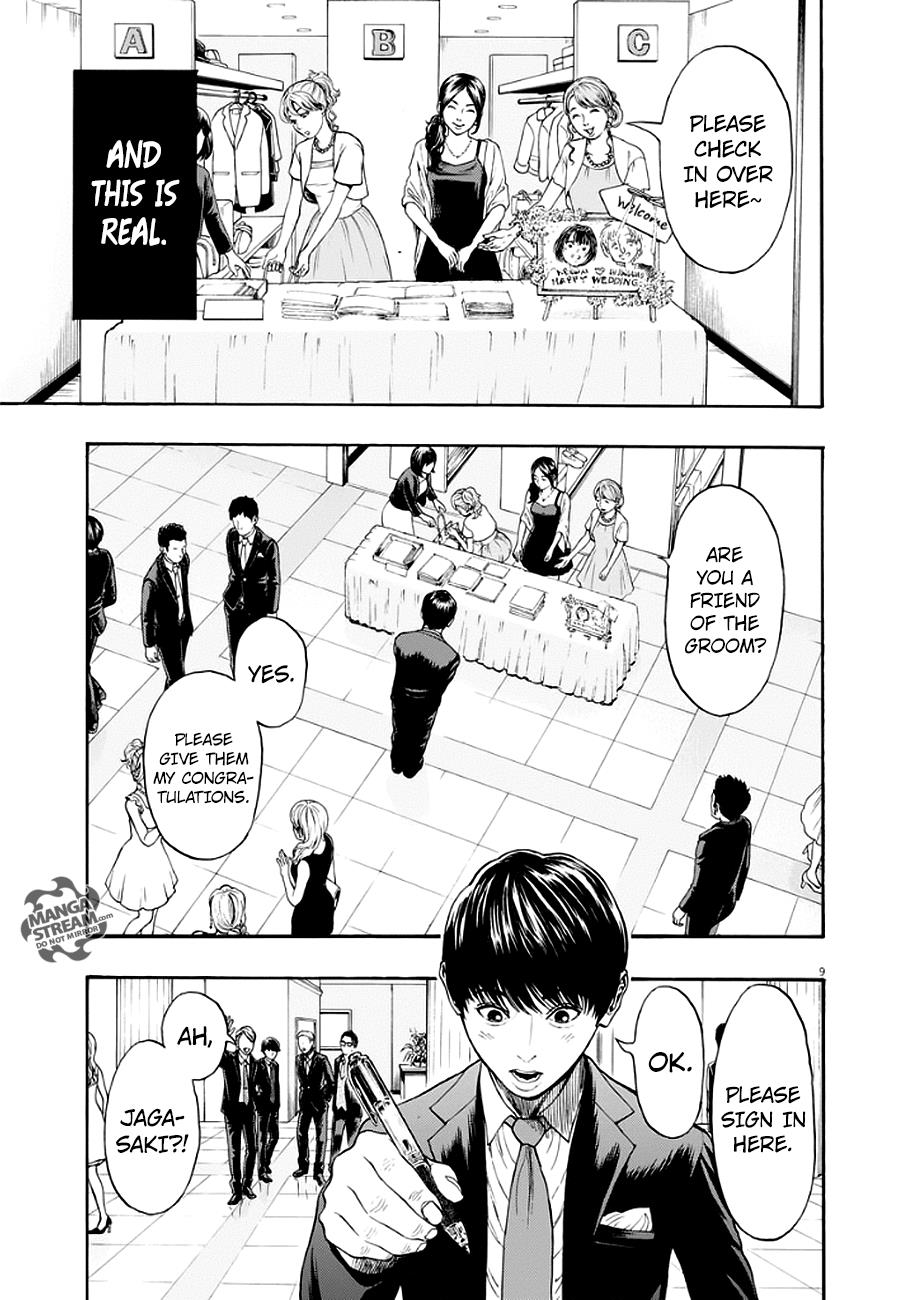 A
B
C
PLEASE
CHECK
IN OVER
HERE~
AND
THIS IS
REAL.
Welcome
HAPPY WEDDING
ARE
YOU A
FRIEND
OF THE
GROOM?
YES.
PLEASE
GIVE THEM
MY CONGRA-
TULATIONS.
MANGA
STREAM.com
DO NOT MIRROR
9
PLEASE
SIGN IN
HERE.
OK.
AH,
JAGA-
SAKI?!